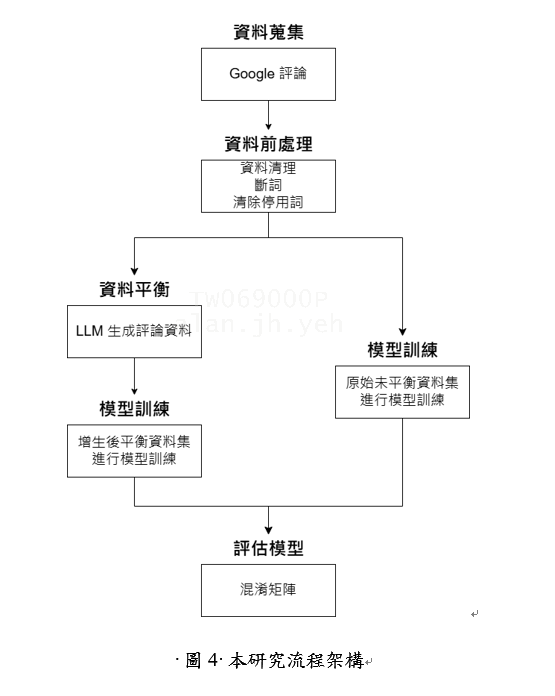 資料蒐集
Google 評論
資料前處理
資料清理
斷詞
清除停用詞
資料平衡
TW069000P
alan.jh.yeh
LLM 生成評論資料
模型訓練
原始未平衡資料集
進行模型訓練
模型訓練
增生後平衡資料集
進行模型訓練
評估模型
混淆矩陣
圖 4 本研究流程架構